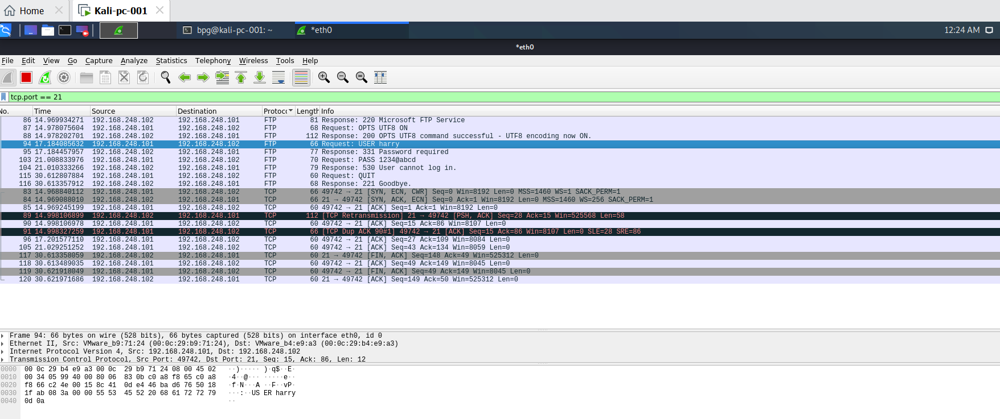 Home Kali-pc-001
bpg@kali-pc-001: ~ *eth0 12:24 AM
*eth0
File Edit View Go Capture Analyze Statistics Telephony Wireless Tools Help
tcp.port == 21
No. Time Source Destination Protoc Length Info
86 14.969934271 192.168.248.102 192.168.248.101 FTP 81 Response: 220 Microsoft FTP Service
87 14.978075604 192.168.248.101 192.168.248.102 FTP 68 Request: OPTS UTF8 ON
88 14.978202701 192.168.248.102 192.168.248.101 FTP 112 Response: 200 OPTS UTF8 command successful - UTF8 encoding now ON.
94 17.184085632 192.168.248.101 192.168.248.102 FTP 66 Request: USER harry
95 17.184457957 192.168.248.102 192.168.248.101 FTP 77 Response: 331 Password required
103 21.008833976 192.168.248.101 192.168.248.102 FTP 70 Request: PASS 1234@abcd
104 21.010333266 192.168.248.102 192.168.248.101 FTP 79 Response: 530 User cannot log in.
115 30.612807884 192.168.248.101 192.168.248.102 FTP 60 Request: QUIT
116 30.613357912 192.168.248.102 192.168.248.101 FTP 68 Response: 221 Goodbye.
83 14.968840112 192.168.248.101 192.168.248.102 TCP 66 49742 → 21 [SYN, ECN, CWR] Seq=0 Win=8192 Len=0 MSS=1460 WS=1 SACK_PERM=1
84 14.969088010 192.168.248.102 192.168.248.101 TCP 66 21 → 49742 [SYN, ACK, ECN] Seq=0 Ack=1 Win=8192 Len=0 MSS=1460 WS=256 SACK_PERM=1
85 14.969245199 192.168.248.101 192.168.248.102 TCP 60 49742 → 21 [ACK] Seq=1 Ack=1 Win=8192 Len=0
89 14.998106899 192.168.248.102 192.168.248.101 TCP 112 [TCP Retransmission] 21 → 49742 [PSH, ACK] Seq=28 Ack=15 Win=525568 Len=58
90 14.998106978 192.168.248.101 192.168.248.102 TCP 60 49742 → 21 [ACK] Seq=15 Ack=86 Win=8107 Len=0
91 14.998327259 192.168.248.101 192.168.248.102 TCP 66 [TCP Dup ACK 90#1] 49742 → 21 [ACK] Seq=15 Ack=86 Win=8107 Len=0 SLE=28 SRE=86
96 17.201577110 192.168.248.101 192.168.248.102 TCP 60 49742 → 21 [ACK] Seq=27 Ack=109 Win=8084 Len=0
105 21.029251252 192.168.248.101 192.168.248.102 TCP 60 49742 → 21 [ACK] Seq=43 Ack=134 Win=8059 Len=0
117 30.613358059 192.168.248.102 192.168.248.101 TCP 60 21 → 49742 [FIN, ACK] Seq=148 Ack=49 Win=525312 Len=0
118 30.613489035 192.168.248.101 192.168.248.102 TCP 60 49742 → 21 [ACK] Seq=49 Ack=149 Win=8045 Len=0
119 30.621918049 192.168.248.101 192.168.248.102 TCP 60 49742 → 21 [FIN, ACK] Seq=49 Ack=149 Win=8045 Len=0
120 30.621971686 192.168.248.102 192.168.248.101 TCP 60 21 → 49742 [ACK] Seq=149 Ack=50 Win=525312 Len=0
Frame 94: 66 bytes on wire (528 bits), 66 bytes captured (528 bits) on interface eth0, id 0
Ethernet II, Src: VMware_b9:71:24 (00:0c:29:b9:71:24), Dst: VMware_b4:e9:a3 (00:0c:29:b4:e9:a3)
Internet Protocol Version 4, Src: 192.168.248.101, Dst: 192.168.248.102
Transmission Control Protocol, Src Port: 49742, Dst Port: 21, Seq: 15, Ack: 86, Len: 12
0000 00 0c 29 b4 e9 a3 00 0c 29 b9 71 24 08 00 45 02 ··)····· )·q$··E·
0010 00 34 05 99 40 00 80 06 83 0b c0 a8 f8 65 c0 a8 ·4··@··· ·····e··
0020 f8 66 c2 4e 00 15 8c 41 0d e4 46 ba d6 76 50 18 ·f·N···A ··F··vP·
0030 1f ab 08 3a 00 00 55 53 45 52 20 68 61 72 72 79 ···:··US ER harry
0040 0d 0a ··